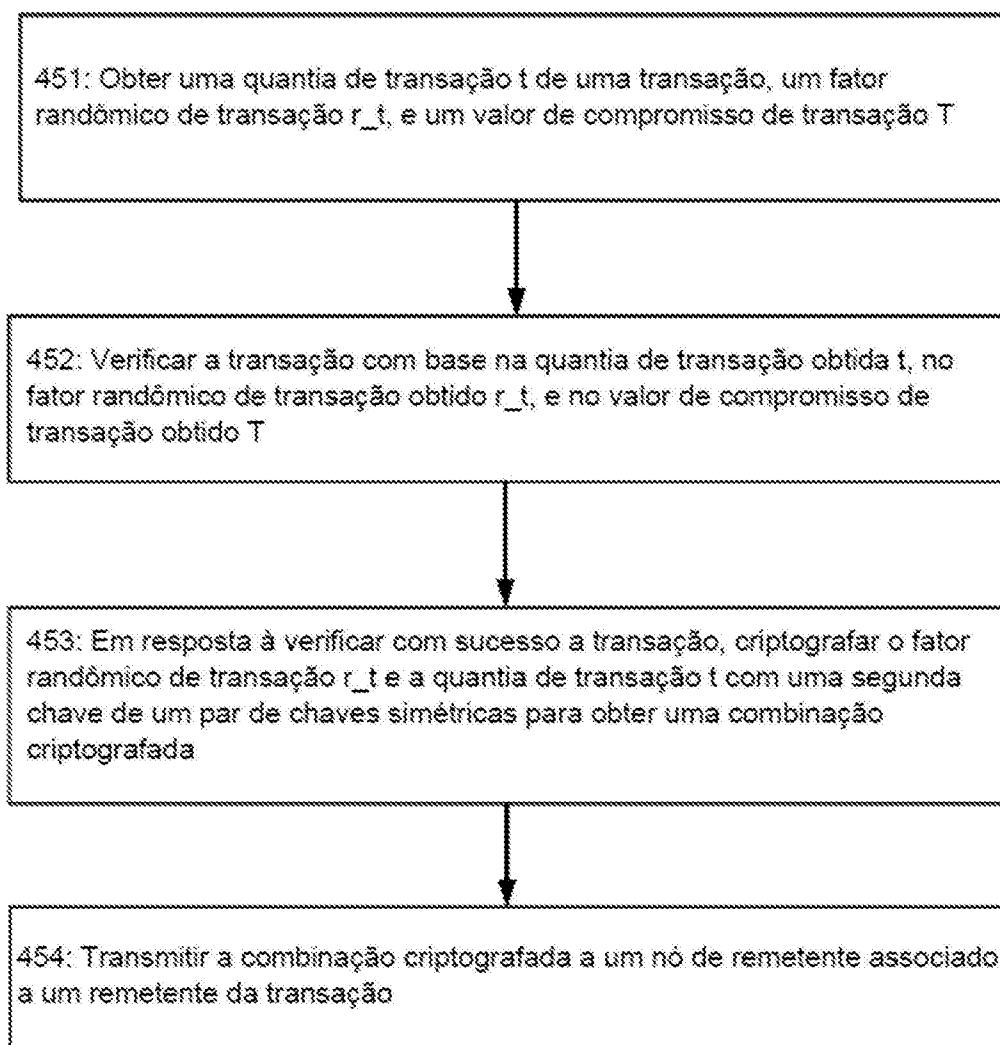 451: Obter uma quantia de transação t de uma transação, um fator
randômico de transação r_t, e um valor de compromisso de transação T
452: Verificar a transação com base na quantia de transação obtida t, no
fator randômico de transação obtido r_t, e no valor de compromisso de
transação obtido T
453: Em resposta à verificar com sucesso a transação, criptografar o fator
randômico de transação r_t e a quantia de transação t com uma segunda
chave de um par de chaves simétricas para obter uma combinação
criptografada
454: Transmitir a combinação criptografada a um nó de remetente associado
a um remetente da transação